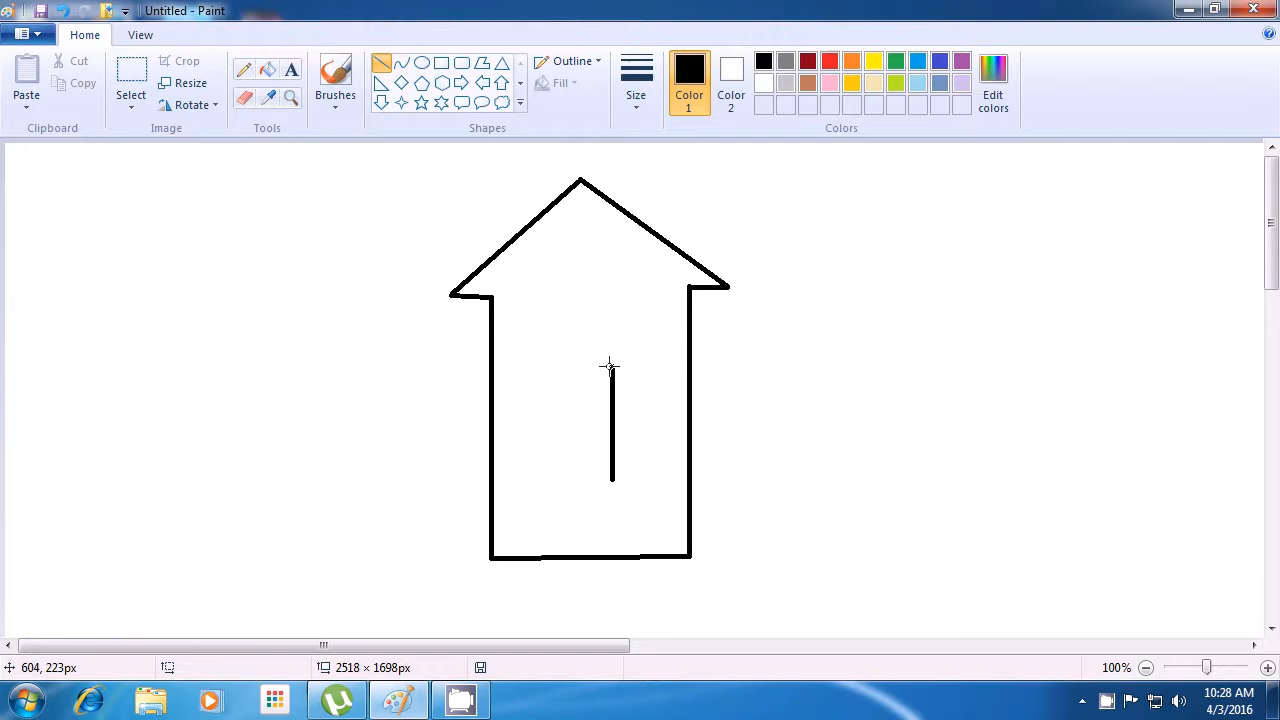 Untitled - Paint
Home View
Paste
Cut
Copy
Clipboard
Select
Crop
Resize
Rotate
Image
A
Tools
Brushes
Outline
Fill
Shapes
Size
Color 1
Color 2
Edit colors
Colors
604, 223px
2518 × 1698px
100%
10:28 AM
4/3/2016